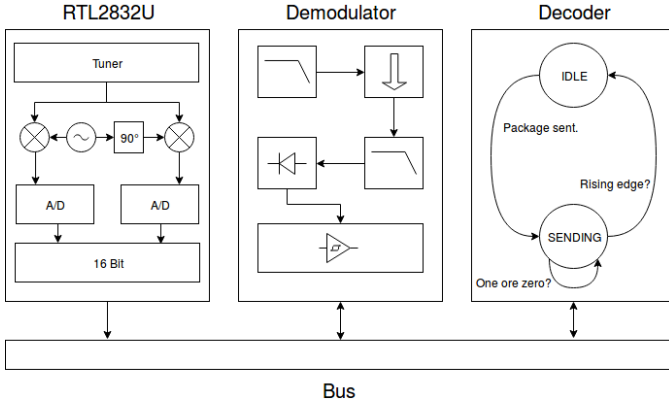 RTL2832U
Demodulator
Decoder
Tuner
90°
A/D
A/D
16 Bit
IDLE
Package sent.
Rising edge?
SENDING
One ore zero?
Bus